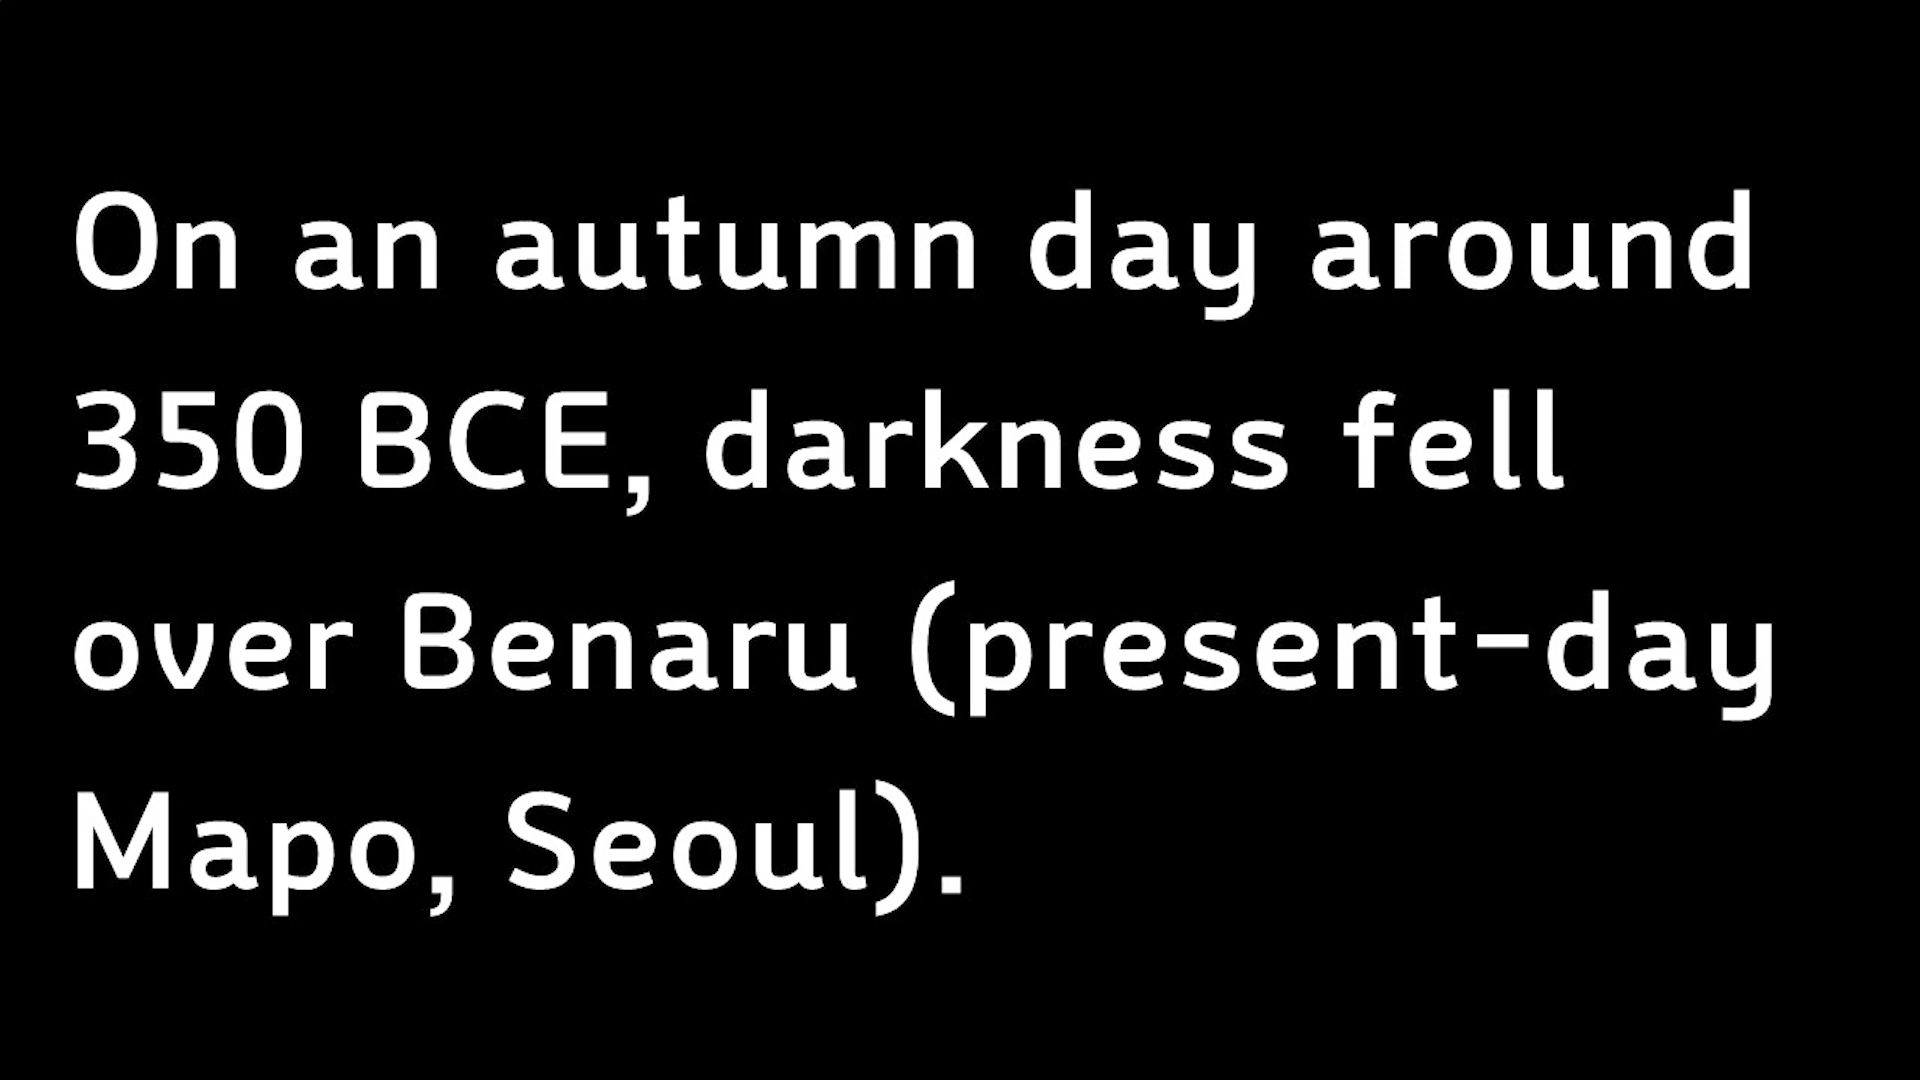 On an autumn day around
350 BCE, darkness fell
over Benaru (present-day
Mapo, Seoul).